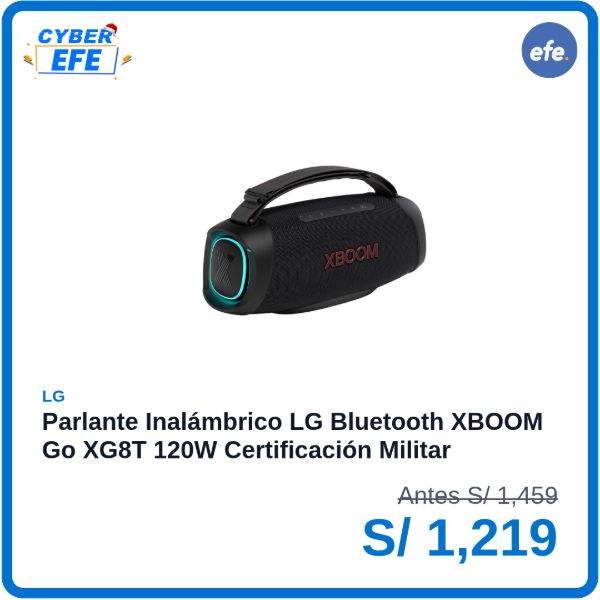 CYBER
EFE
efe.
XBOOM
LG
Parlante Inalámbrico LG Bluetooth XBOOM
Go XG8T 120W Certificación Militar
Antes S/ 1,459
S/ 1,219